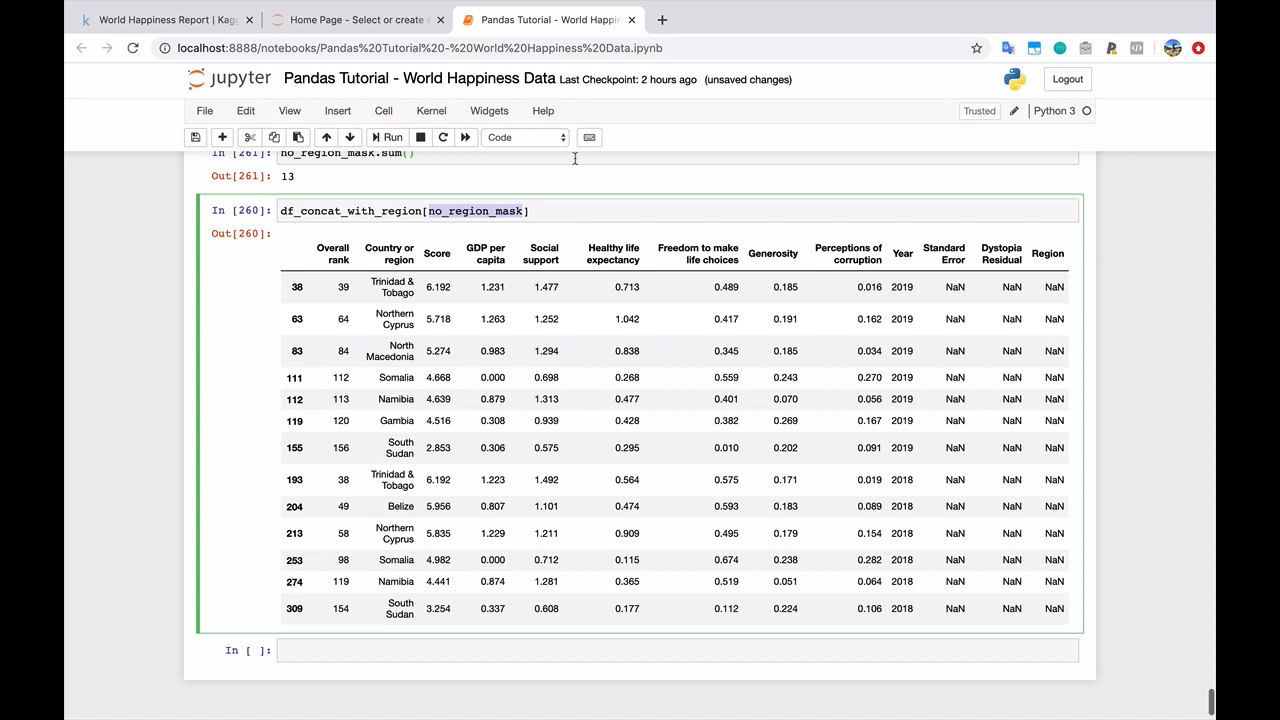 World Happiness Report | Kagg
Home Page - Select or create a
Pandas Tutorial - World Happin
localhost:8888/notebooks/Pandas%20Tutorial%20-%20World%20Happiness%20Data.ipynb
jupyter Pandas Tutorial - World Happiness Data Last Checkpoint: 2 hours ago (unsaved changes)
Logout
File Edit View Insert Cell Kernel Widgets Help
Trusted Python 3
Run Code
In [261]: no_region_mask.sum()
Out[261]: 13
In [260]: df_concat_with_region[no_region_mask]
Out[260]:
Overall rank Country or region Score GDP per capita Social support Healthy life expectancy Freedom to make life choices Generosity Perceptions of corruption Year Standard Error Dystopia Residual Region
38 39 Trinidad & Tobago 6.192 1.231 1.477 0.713 0.489 0.185 0.016 2019 NaN NaN NaN
63 64 Northern Cyprus 5.718 1.263 1.252 1.042 0.417 0.191 0.162 2019 NaN NaN NaN
83 84 North Macedonia 5.274 0.983 1.294 0.838 0.345 0.185 0.034 2019 NaN NaN NaN
111 112 Somalia 4.668 0.000 0.698 0.268 0.559 0.243 0.270 2019 NaN NaN NaN
112 113 Namibia 4.639 0.879 1.313 0.477 0.401 0.070 0.056 2019 NaN NaN NaN
119 120 Gambia 4.516 0.308 0.939 0.428 0.382 0.269 0.167 2019 NaN NaN NaN
155 156 South Sudan 2.853 0.306 0.575 0.295 0.010 0.202 0.091 2019 NaN NaN NaN
193 38 Trinidad & Tobago 6.192 1.223 1.492 0.564 0.575 0.171 0.019 2018 NaN NaN NaN
204 49 Belize 5.956 0.807 1.101 0.474 0.593 0.183 0.089 2018 NaN NaN NaN
213 58 Northern Cyprus 5.835 1.229 1.211 0.909 0.495 0.179 0.154 2018 NaN NaN NaN
253 98 Somalia 4.982 0.000 0.712 0.115 0.674 0.238 0.282 2018 NaN NaN NaN
274 119 Namibia 4.441 0.874 1.281 0.365 0.519 0.051 0.064 2018 NaN NaN NaN
309 154 South Sudan 3.254 0.337 0.608 0.177 0.112 0.224 0.106 2018 NaN NaN NaN
In [ ]: